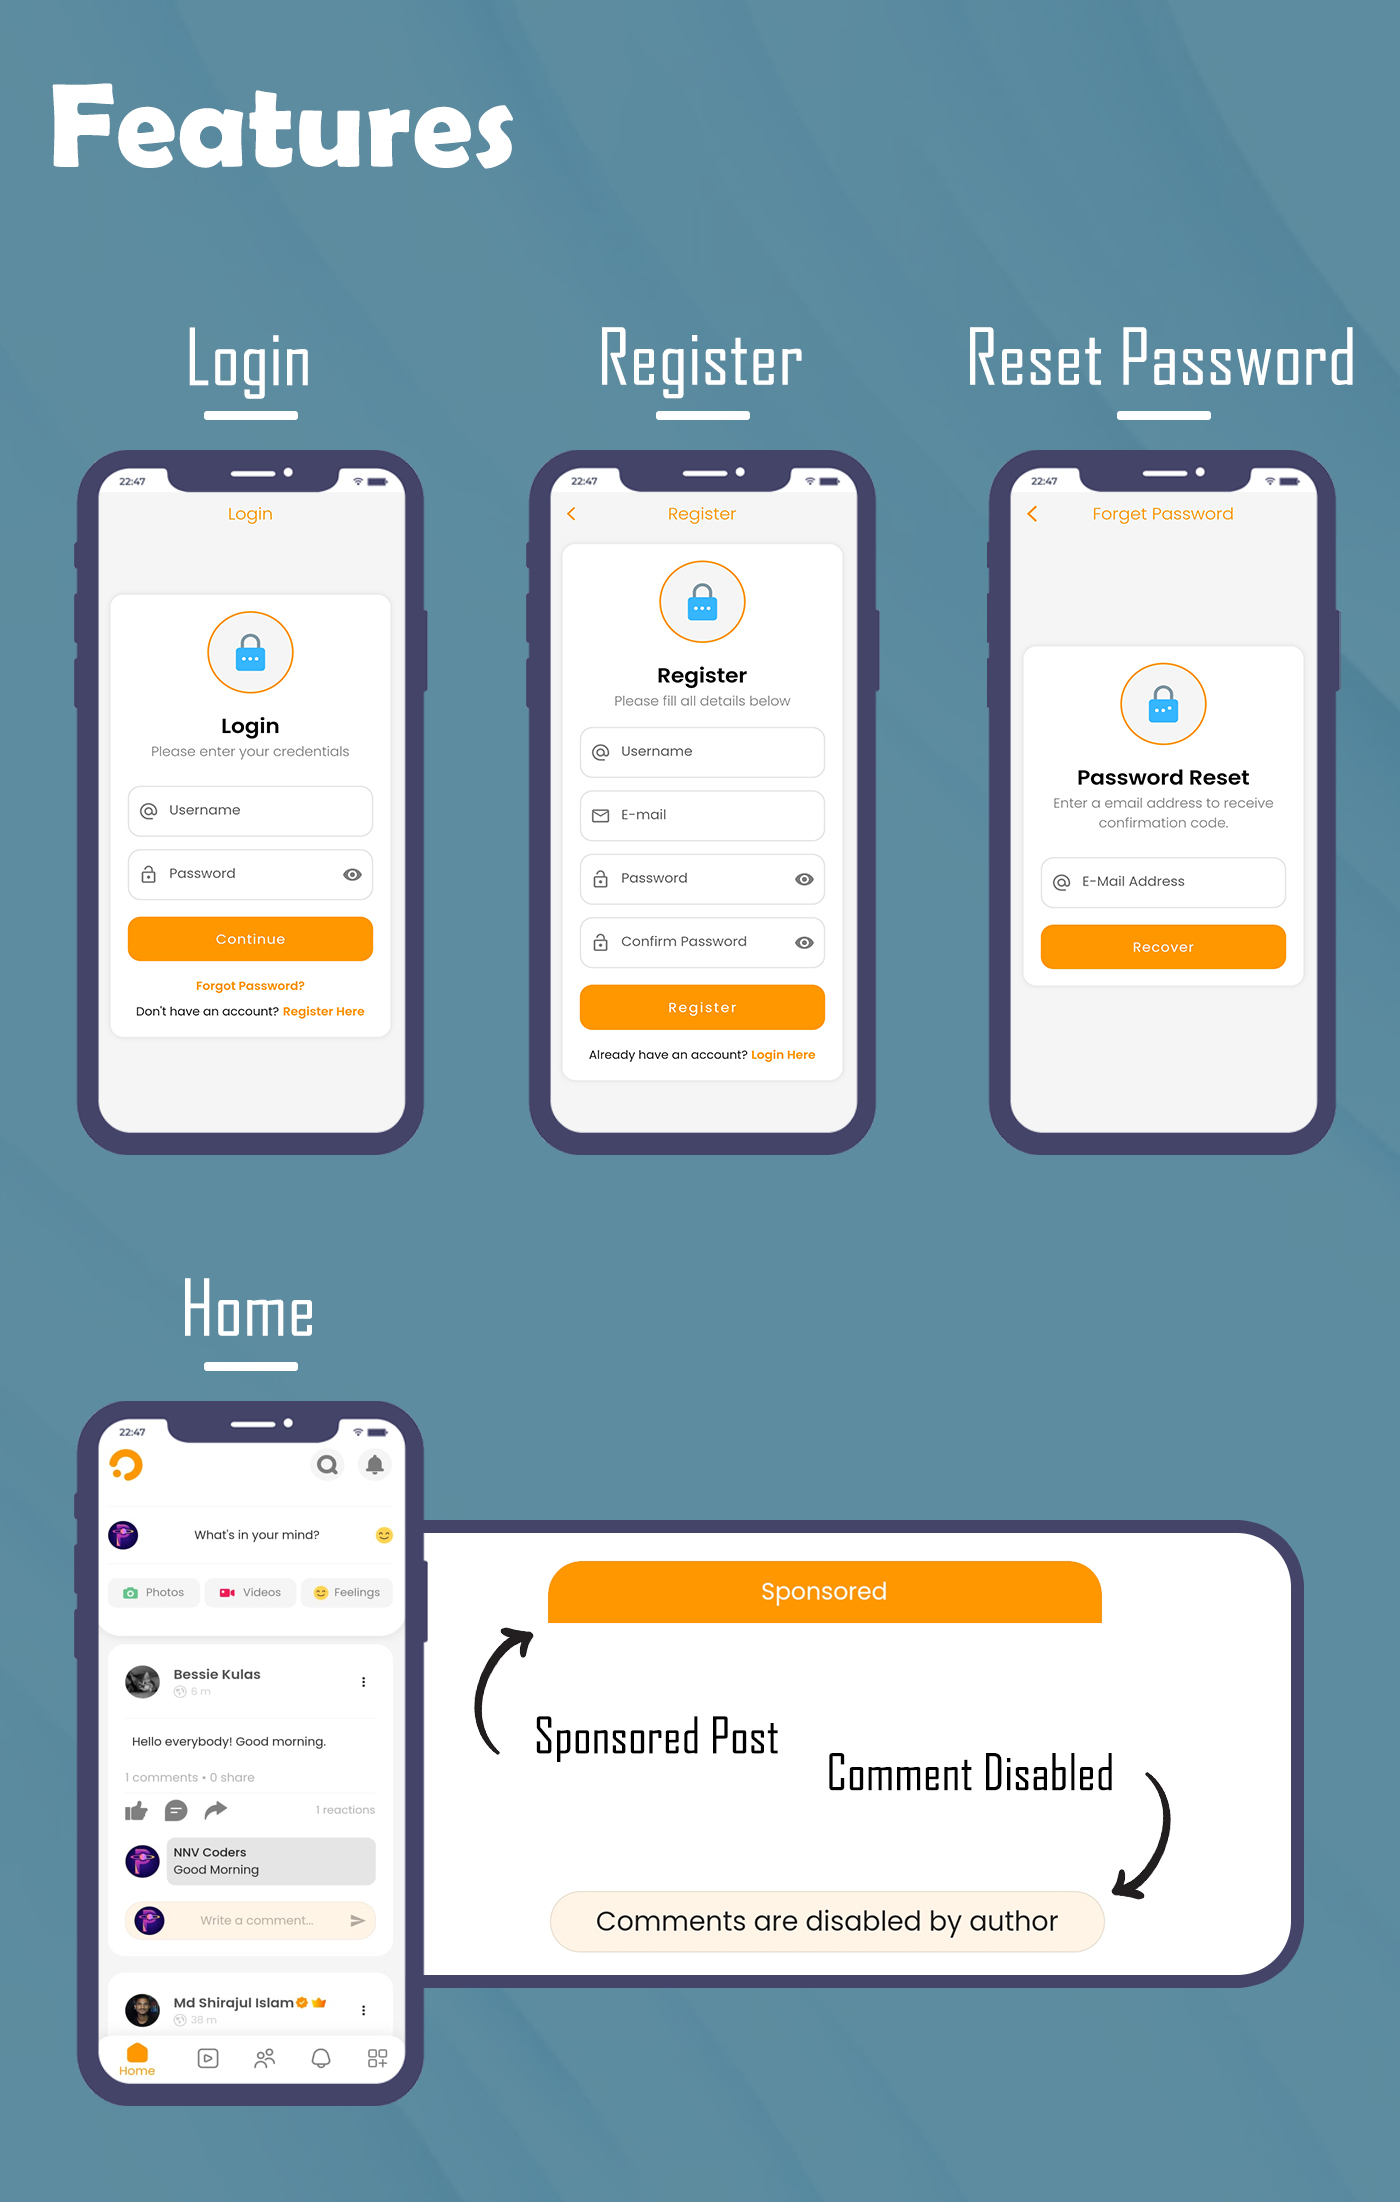 Features
Login
Register
Reset Password
22:47
Login
Login
Please enter your credentials
Username
Password
Continue
Forgot Password?
Don't have an account? Register Here
22:47
Register
Register
Please fill all details below
Username
E-mail
Password
Confirm Password
Register
Already have an account? Login Here
22:47
Forget Password
Password Reset
Enter a email address to receive
confirmation code.
E-Mail Address
Recover
Home
22:47
What's in your mind?
Photos
Videos
Feelings
Bessie Kulas
6 m
Hello everybody! Good morning.
1 comments • 0 share
1 reactions
NNV Coders
Good Morning
Write a comment...
Md Shirajul Islam
38 m
Home
Sponsored
Sponsored Post
Comment Disabled
Comments are disabled by author